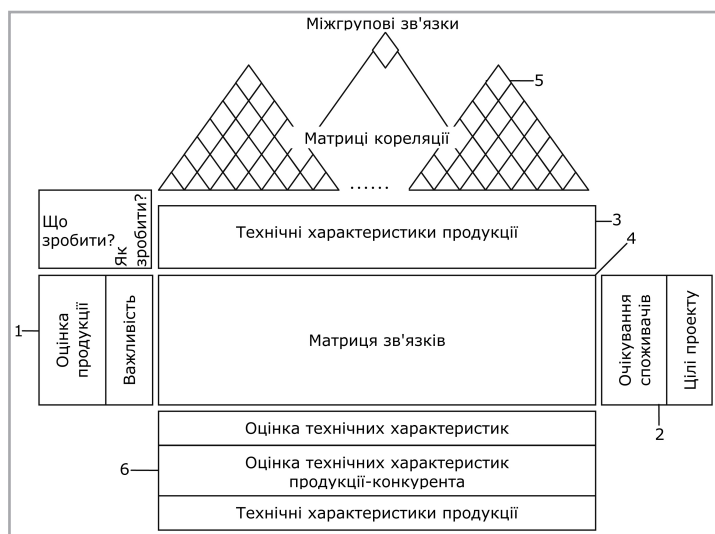 Міжгрупові зв'язки
5
Матриці кореляції
......
Що
зробити?
Як
зробити?
Технічні характеристики продукції
3
4
1
Оцінка
продукції
Важливість
Матриця зв'язків
Очікування
споживачів
Цілі проекту
2
Оцінка технічних характеристик
6
Оцінка технічних характеристик
продукції-конкурента
Технічні характеристики продукції